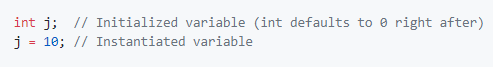 int j;  // Initialized variable (int defaults to 0 right after)
j = 10; // Instantiated variable